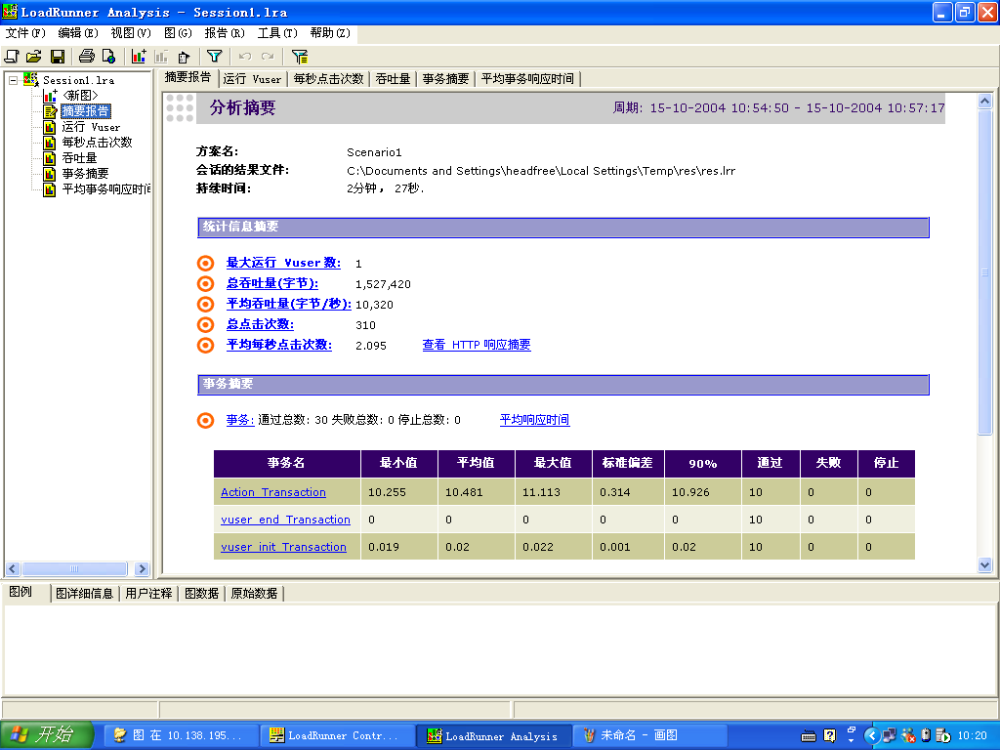 LoadRunner Analysis - Session1.lra
文件(F) 编辑(E) 视图(V) 图(G) 报告(R) 工具(T) 帮助(Z)
Session1.lra
<新图>
摘要报告
运行 Vuser
每秒点击次数
吞吐量
事务摘要
平均事务响应时间
摘要报告 运行 Vuser 每秒点击次数 吞吐量 事务摘要 平均事务响应时间
分析摘要 周期: 15-10-2004 10:54:50 - 15-10-2004 10:57:17
方案名: Scenario1
会话的结果文件: C:\Documents and Settings\headfree\Local Settings\Temp\res\res.lrr
持续时间: 2分钟, 27秒.
统计信息摘要
最大运行 Vuser 数: 1
总吞吐量(字节): 1,527,420
平均吞吐量(字节/秒): 10,320
总点击次数: 310
平均每秒点击次数: 2.095 查看 HTTP 响应摘要
事务摘要
事务: 通过总数: 30 失败总数: 0 停止总数: 0 平均响应时间
事务名 最小值 平均值 最大值 标准偏差 90% 通过 失败 停止
Action_Transaction 10.255 10.481 11.113 0.314 10.926 10 0 0
vuser_end_Transaction 0 0 0 0 0 10 0 0
vuser_init_Transaction 0.019 0.02 0.022 0.001 0.02 10 0 0
图例 图详细信息 用户注释 图数据 原始数据
开始 图 在 10.138.195... LoadRunner Contr... LoadRunner Analysis 未命名 - 画图 10:20